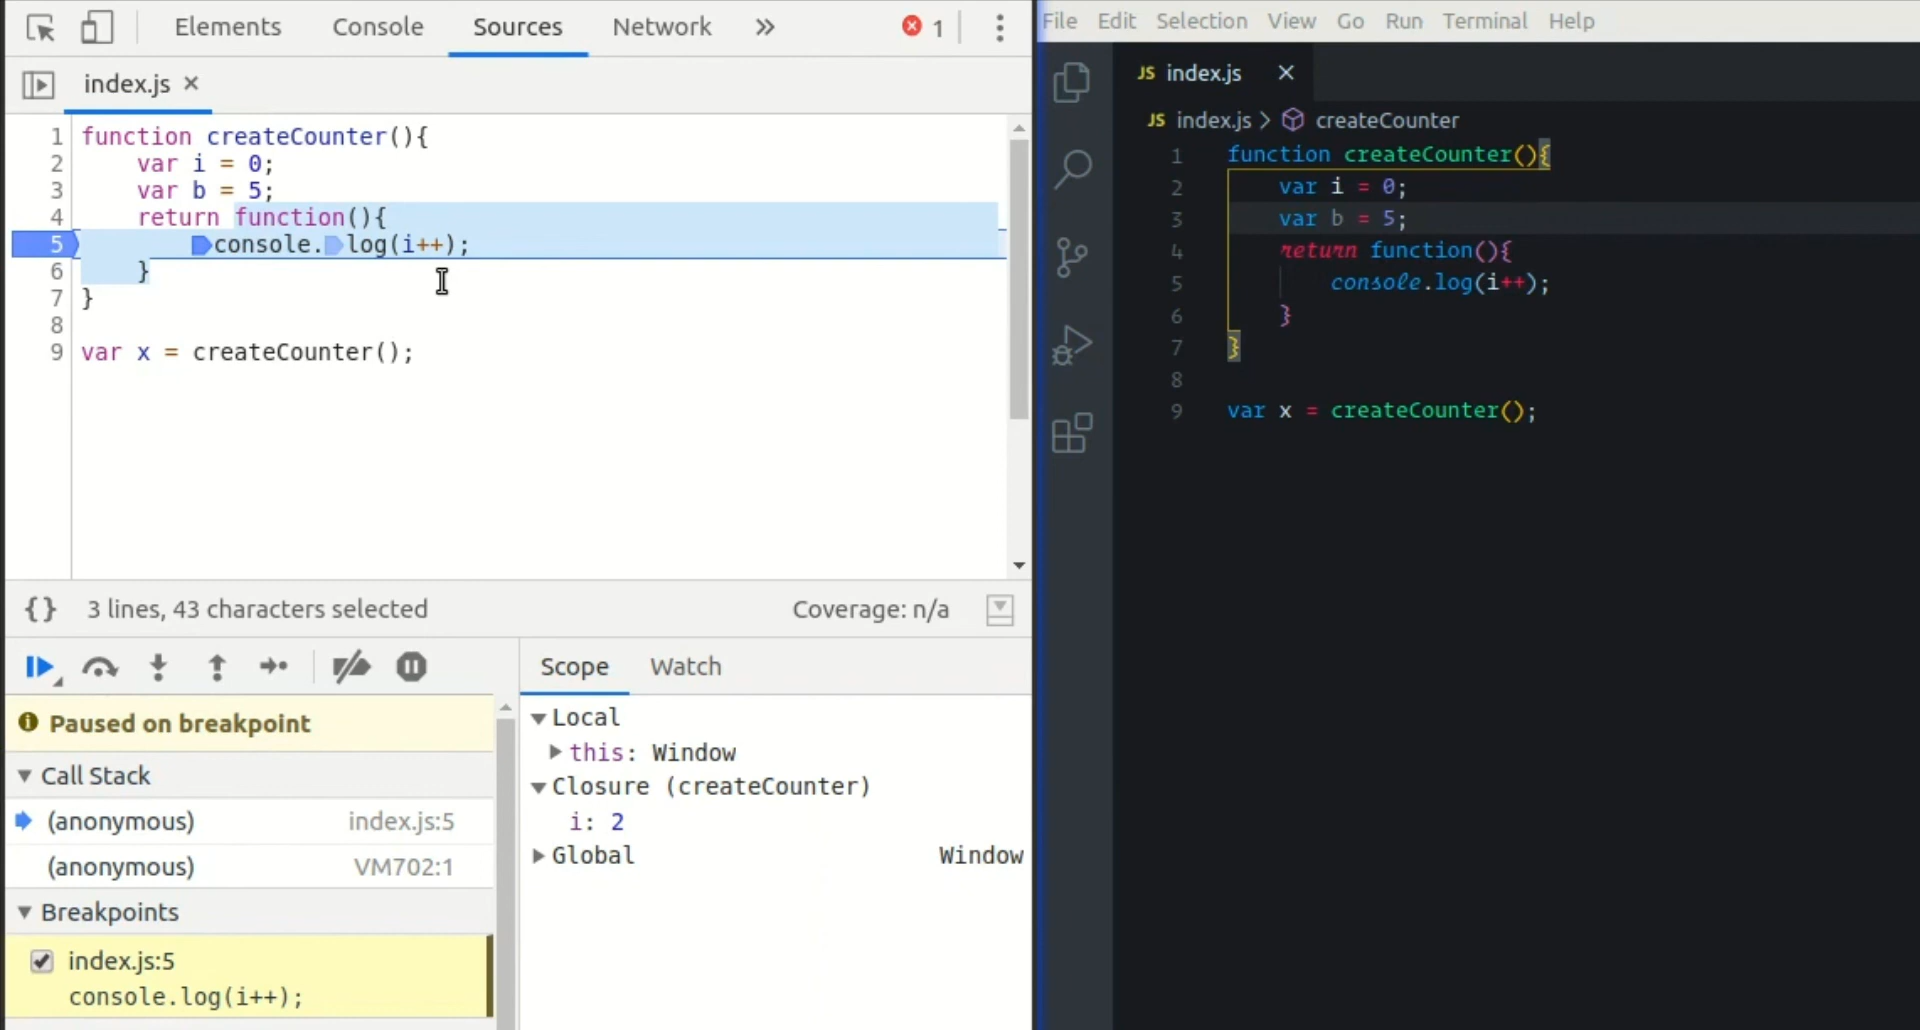 Elements Console Sources Network » 1
index.js ×
1 function createCounter(){
2 var i = 0;
3 var b = 5;
4 return function(){
5 console.log(i++);
6 }
7 }
8
9 var x = createCounter();
{} 3 lines, 43 characters selected Coverage: n/a
Paused on breakpoint
Call Stack
(anonymous) index.js:5
(anonymous) VM702:1
Breakpoints
index.js:5
console.log(i++);
Scope Watch
Local
this: Window
Closure (createCounter)
i: 2
Global Window
File Edit Selection View Go Run Terminal Help
JS index.js ×
JS index.js > createCounter
1 function createCounter(){
2 var i = 0;
3 var b = 5;
4 return function(){
5 console.log(i++);
6 }
7 }
8
9 var x = createCounter();